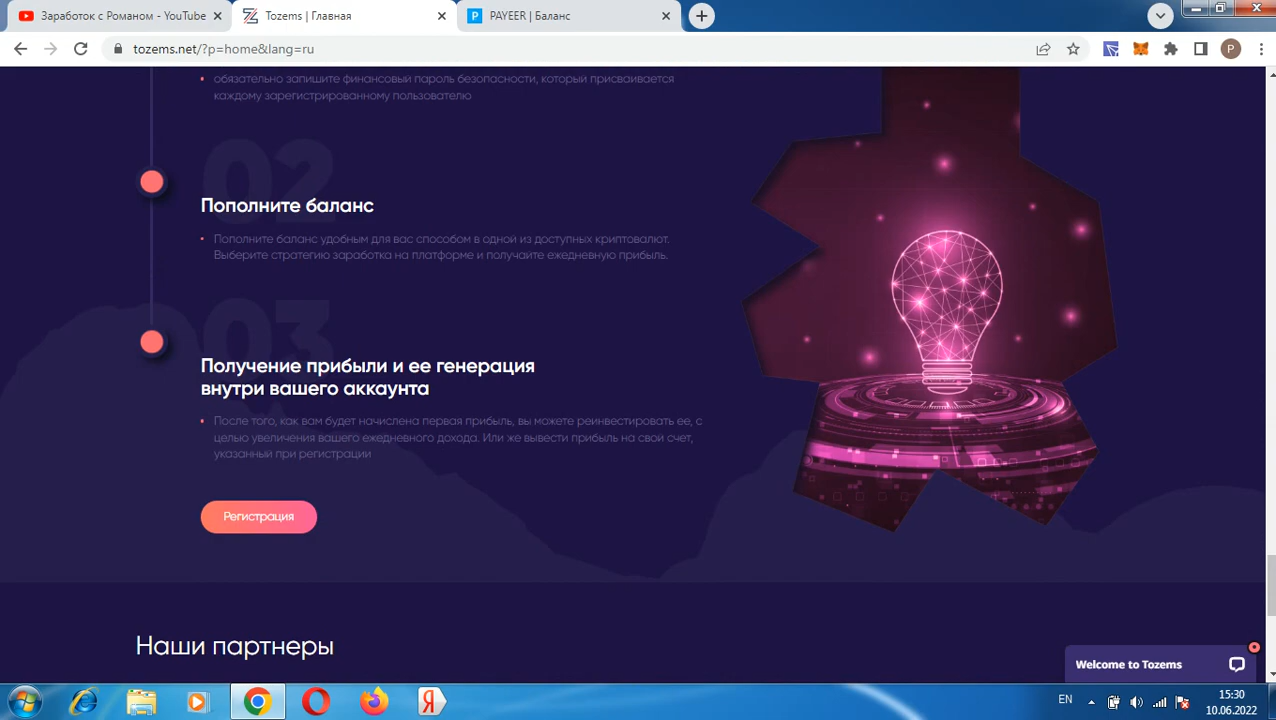 Заработок с Романом - YouTube
Tozems | Главная
PAYEER | Баланс
tozems.net/?p=home&lang=ru
P
обязательно запишите финансовый пароль безопасности, который присваивается
каждому зарегистрированному пользователю
02
Пополните баланс
Пополните баланс удобным для вас способом в одной из доступных криптовалют.
Выберите стратегию заработка на платформе и получайте ежедневную прибыль.
03
Получение прибыли и ее генерация
внутри вашего аккаунта
После того, как вам будет начислена первая прибыль, вы можете реинвестировать ее, с
целью увеличения вашего ежедневного дохода. Или же вывести прибыль на свой счет,
указанный при регистрации
Регистрация
Наши партнеры
Welcome to Tozems
EN
15:30
10.06.2022